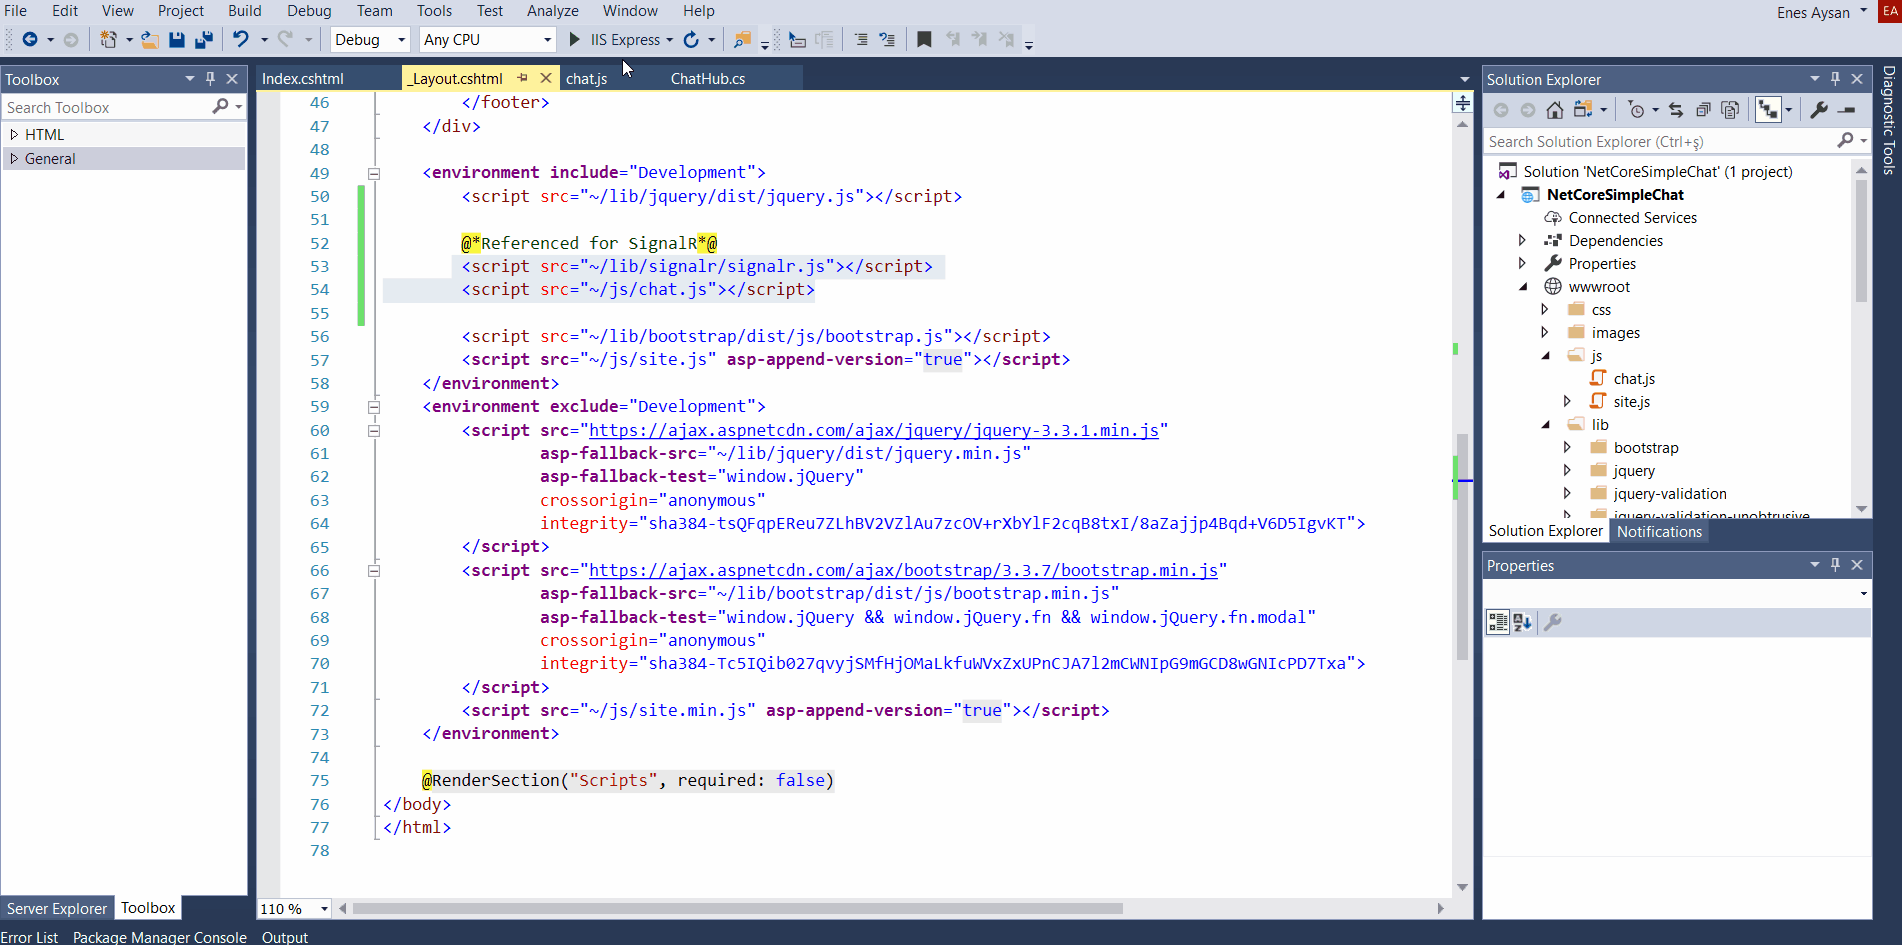 File Edit View Project Build Debug Team Tools Test Analyze Window Help
Enes Aysan EA
Debug Any CPU IIS Express
Toolbox
Search Toolbox
HTML
General
Server Explorer Toolbox
Index.cshtml _Layout.cshtml chat.js ChatHub.cs
46 </footer>
47 </div>
48
49 <environment include="Development">
50 <script src="~/lib/jquery/dist/jquery.js"></script>
51
52 @*Referenced for SignalR*@
53 <script src="~/lib/signalr/signalr.js"></script>
54 <script src="~/js/chat.js"></script>
55
56 <script src="~/lib/bootstrap/dist/js/bootstrap.js"></script>
57 <script src="~/js/site.js" asp-append-version="true"></script>
58 </environment>
59 <environment exclude="Development">
60 <script src="https://ajax.aspnetcdn.com/ajax/jquery/jquery-3.3.1.min.js"
61 asp-fallback-src="~/lib/jquery/dist/jquery.min.js"
62 asp-fallback-test="window.jQuery"
63 crossorigin="anonymous"
64 integrity="sha384-tsQFqpEReu7ZLhBV2VZlAu7zcOV+rXbYlF2cqB8txI/8aZajjp4Bqd+V6D5IgvKT">
65 </script>
66 <script src="https://ajax.aspnetcdn.com/ajax/bootstrap/3.3.7/bootstrap.min.js"
67 asp-fallback-src="~/lib/bootstrap/dist/js/bootstrap.min.js"
68 asp-fallback-test="window.jQuery && window.jQuery.fn && window.jQuery.fn.modal"
69 crossorigin="anonymous"
70 integrity="sha384-Tc5IQib027qvyjSMfHjOMaLkfuWVxZxUPnCJA7l2mCWNIpG9mGCD8wGNIcPD7Txa">
71 </script>
72 <script src="~/js/site.min.js" asp-append-version="true"></script>
73 </environment>
74
75 @RenderSection("Scripts", required: false)
76 </body>
77 </html>
78
110 %
Solution Explorer
Search Solution Explorer (Ctrl+ş)
Solution 'NetCoreSimpleChat' (1 project)
NetCoreSimpleChat
Connected Services
Dependencies
Properties
wwwroot
css
images
js
chat.js
site.js
lib
bootstrap
jquery
jquery-validation
jquery-validation-unobtrusive
Solution Explorer Notifications
Properties
Diagnostic Tools
Error List Package Manager Console Output